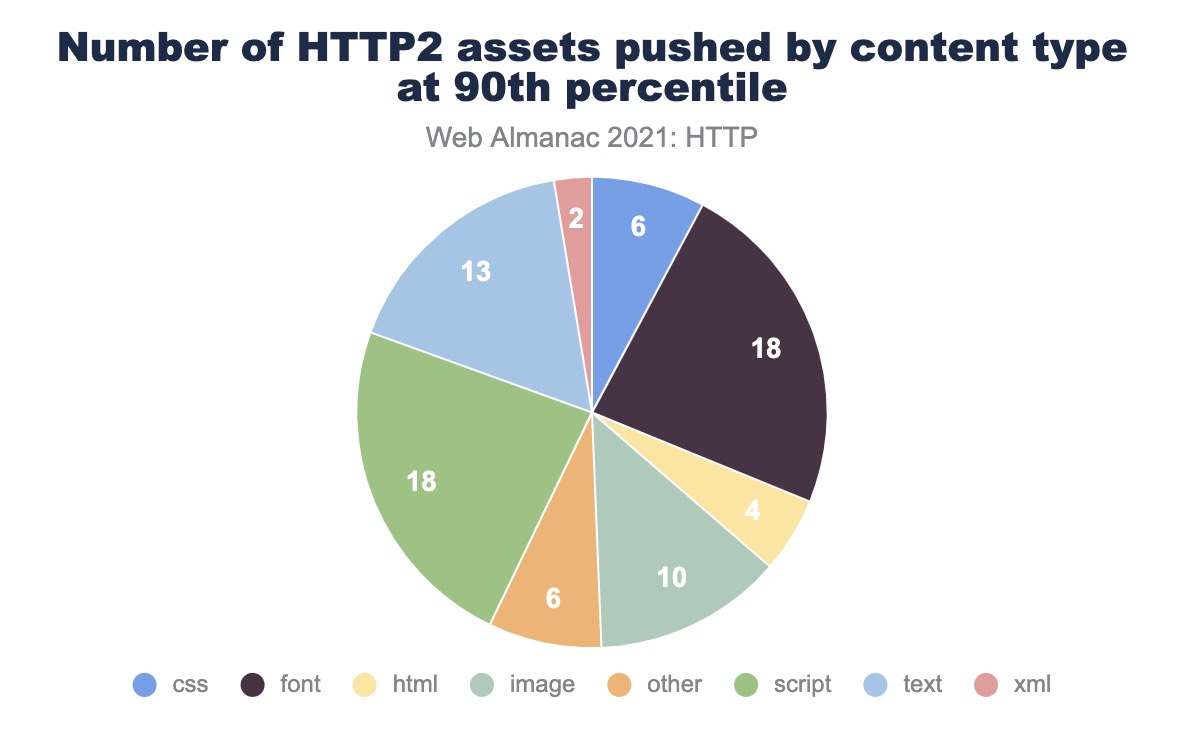 Number of HTTP2 assets pushed by content type
at 90th percentile
Web Almanac 2021: HTTP
2
6
13
18
18
4
10
6
css font html image other script text xml